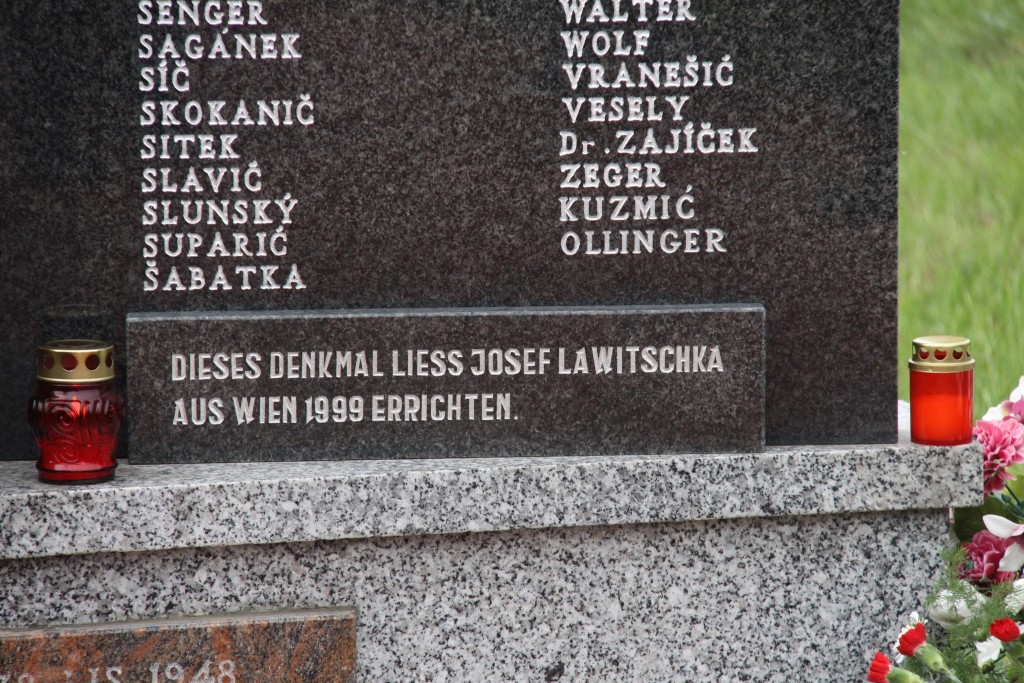 SENGER
SAGÁNEK
SÍČ
SKOKANIČ
SITEK
SLAVIČ
SLUNSKÝ
SUPARIĆ
ŠABATKA
WALTER
WOLF
VRANEŠIĆ
VESELY
Dr. ZAJÍČEK
ZEGER
KUZMIĆ
OLLINGER
DIESES DENKMAL LIESS JOSEF LAWITSCHKA
AUS WIEN 1999 ERRICHTEN.
1948